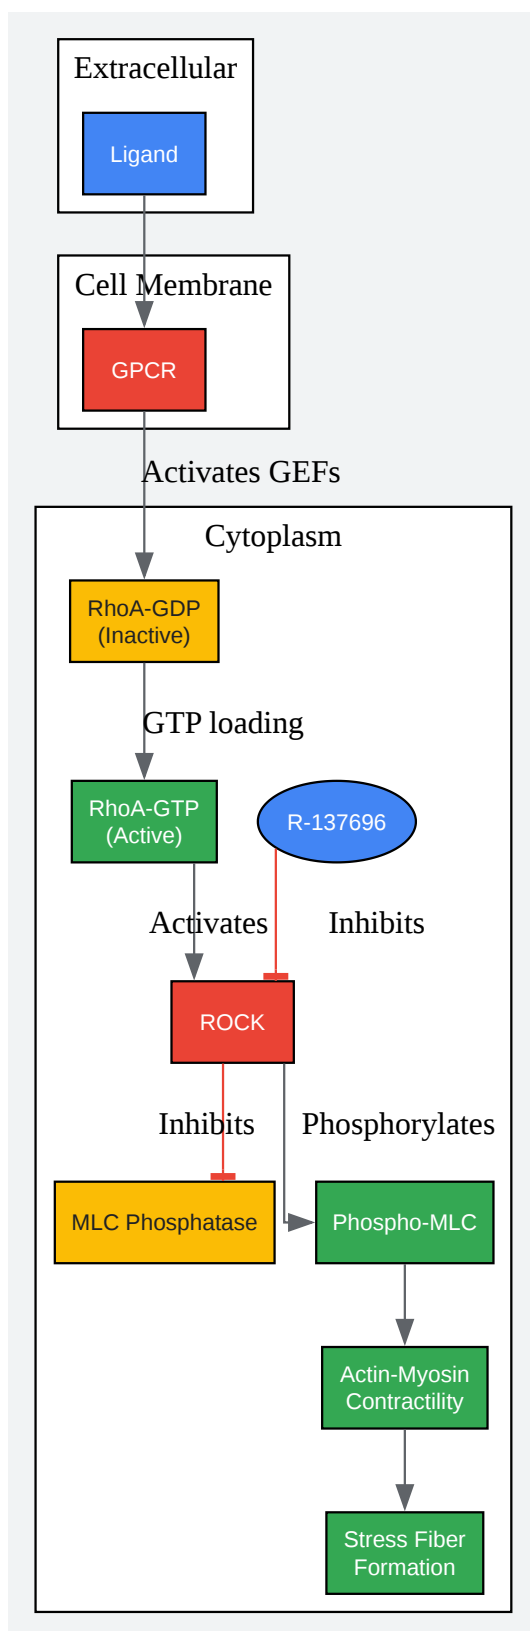 Extracellular
Ligand
Cell Membrane
GPCR
Activates GEFs
Cytoplasm
RhoA-GDP
(Inactive)
GTP loading
RhoA-GTP
(Active)
R-137696
Activates
Inhibits
ROCK
Inhibits
Phosphorylates
MLC Phosphatase
Phospho-MLC
Actin-Myosin
Contractility
Stress Fiber
Formation